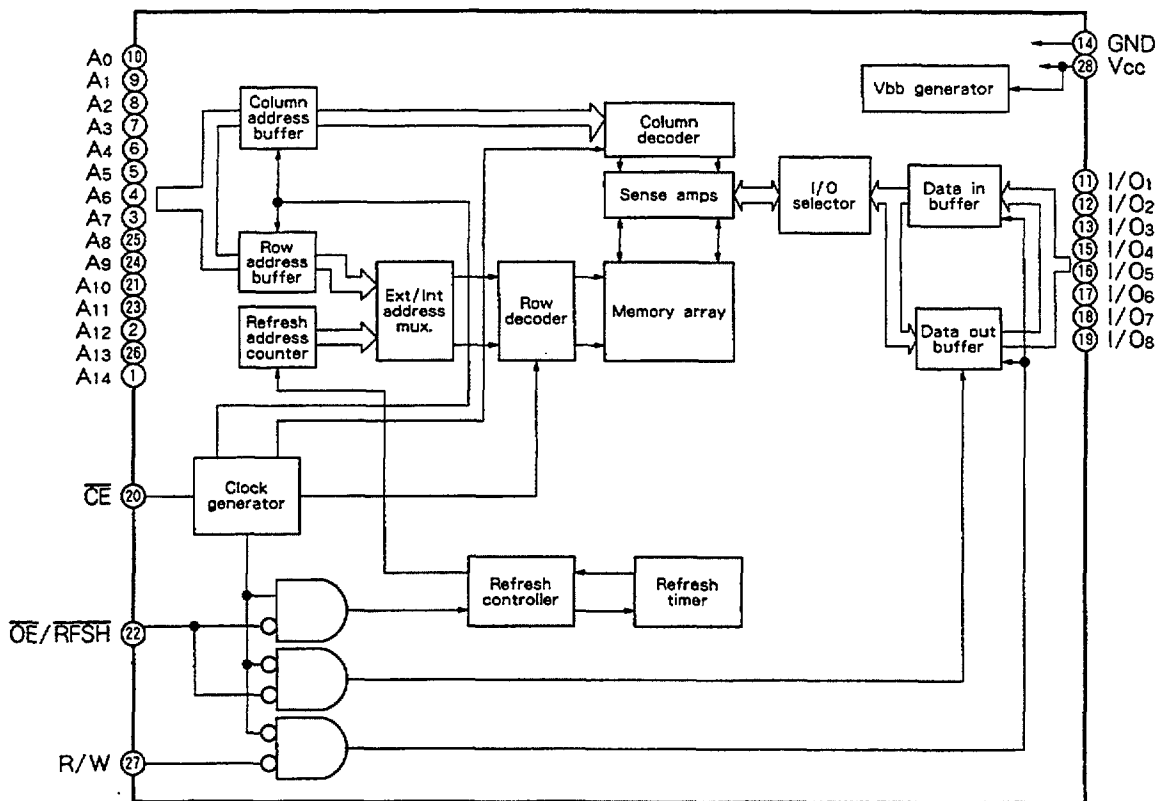 A0 10
A1 9
A2 8
A3 7
A4 6
A5 5
A6 4
A7 3
A8 25
A9 24
A10 21
A11 23
A12 2
A13 26
A14 1
CE 20
OE/RFSH 22
R/W 27
Column
address
buffer
Row
address
buffer
Refresh
address
counter
Ext/Int
address
mux.
Row
decoder
Column
decoder
Sense amps
Memory array
I/O
selector
Data in
buffer
Data out
buffer
Vbb generator
Clock
generator
Refresh
controller
Refresh
timer
14 GND
28 Vcc
11 I/O1
12 I/O2
13 I/O3
15 I/O4
16 I/O5
17 I/O6
18 I/O7
19 I/O8